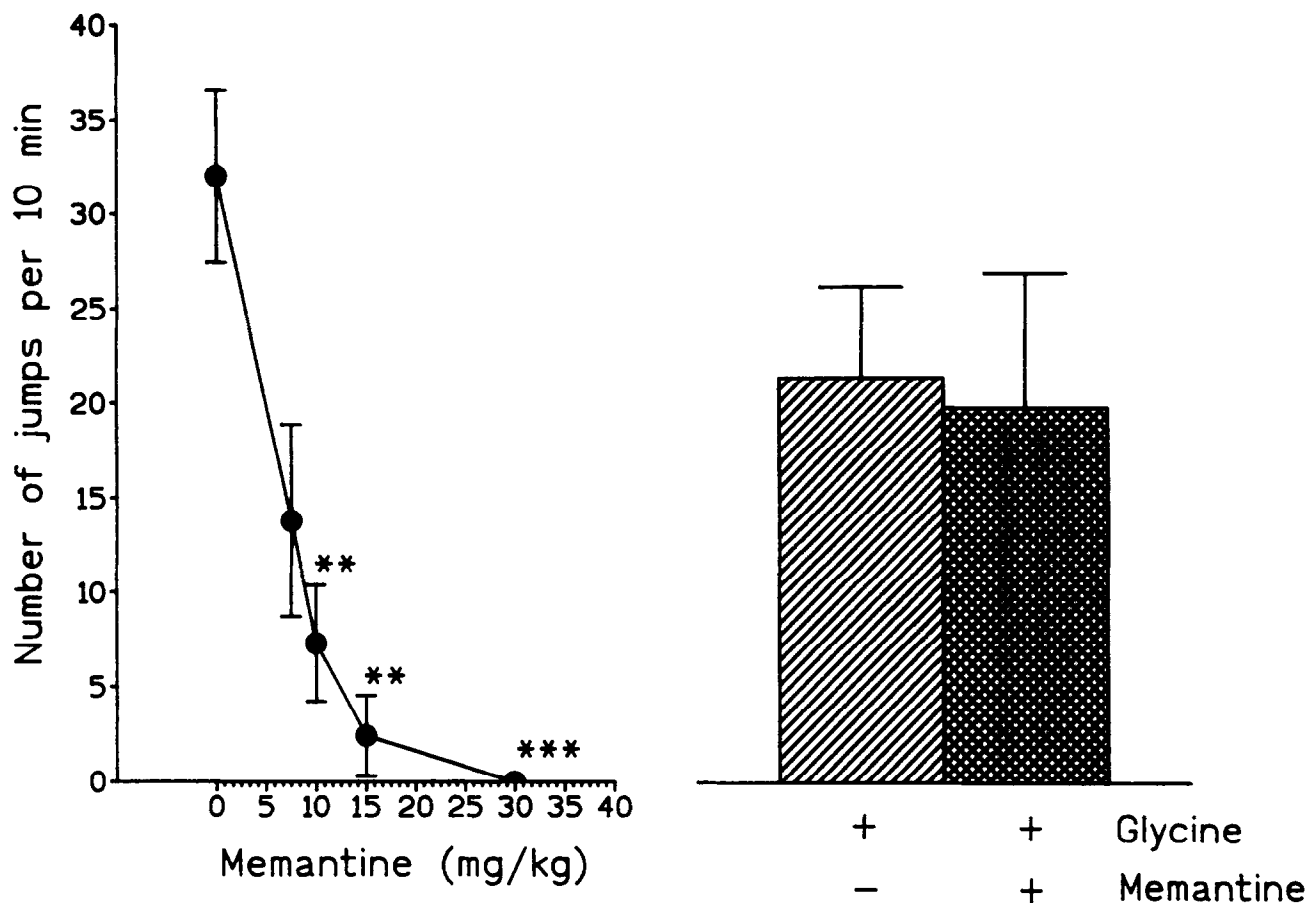 Number of jumps per 10 min
40
35
30
25
20
15
10
5
0
**
**
***
0 5 10 15 20 25 30 35 40
Memantine (mg/kg)
+ + Glycine
− + Memantine